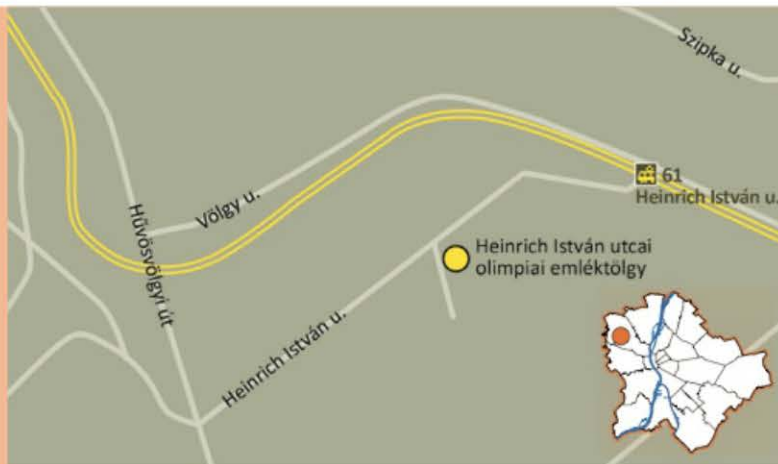 Szipka u.
61
Heinrich István u.
Völgy u.
Hűvösvölgyi út
Heinrich István utcai
olimpiai emléktölgy
Heinrich István u.